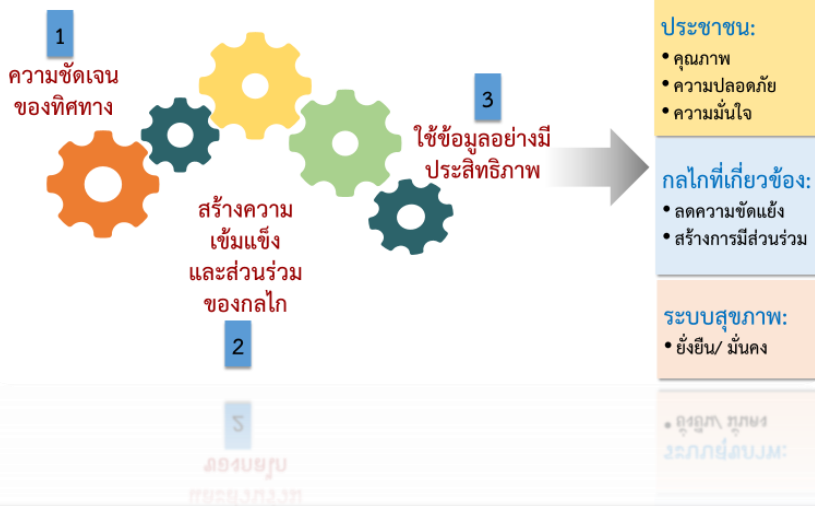 1
ความชัดเจน
ของทิศทาง
สร้างความ
เข้มแข็ง
และส่วนร่วม
ของกลไก
2
3
ใช้ข้อมูลอย่างมี
ประสิทธิภาพ
ประชาชน:
• คุณภาพ
• ความปลอดภัย
• ความมั่นใจ
กลไกที่เกี่ยวข้อง:
• ลดความขัดแย้ง
• สร้างการมีส่วนร่วม
ระบบสุขภาพ:
• ยั่งยืน/ มั่นคง